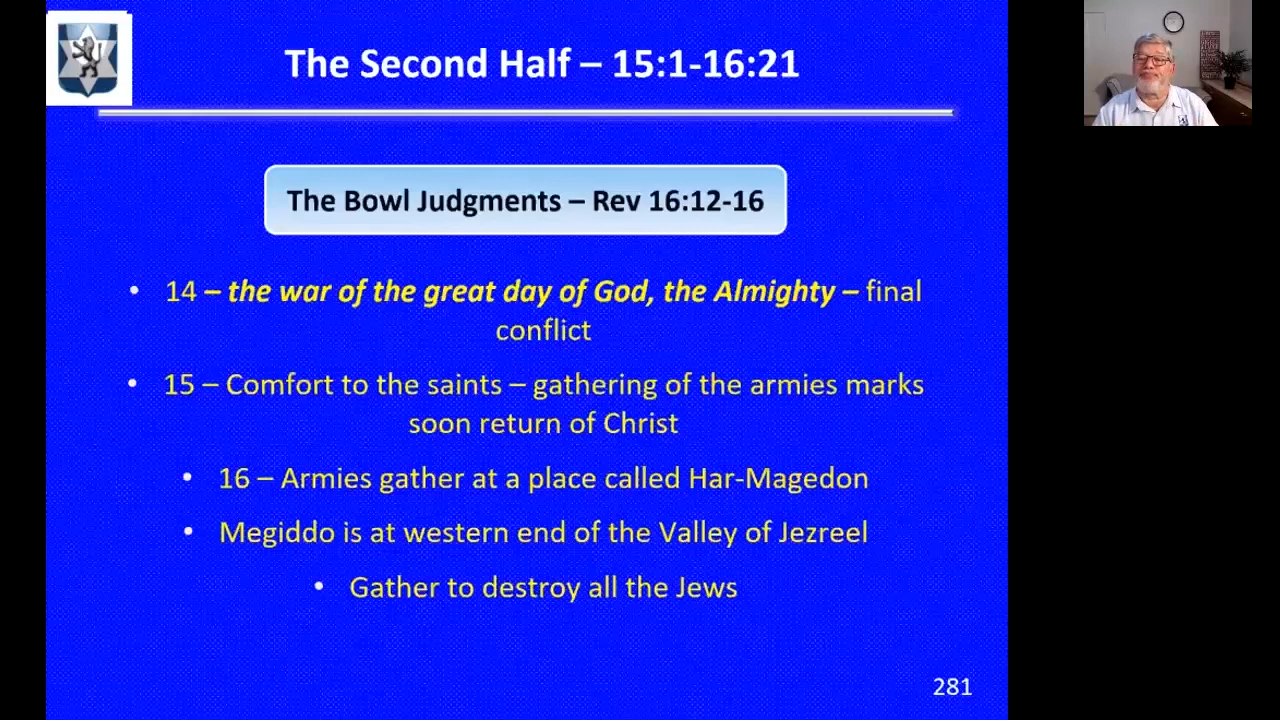 The Second Half – 15:1-16:21
The Bowl Judgments – Rev 16:12-16
• 14 – the war of the great day of God, the Almighty – final
conflict
• 15 – Comfort to the saints – gathering of the armies marks
soon return of Christ
• 16 – Armies gather at a place called Har-Magedon
• Megiddo is at western end of the Valley of Jezreel
• Gather to destroy all the Jews
281